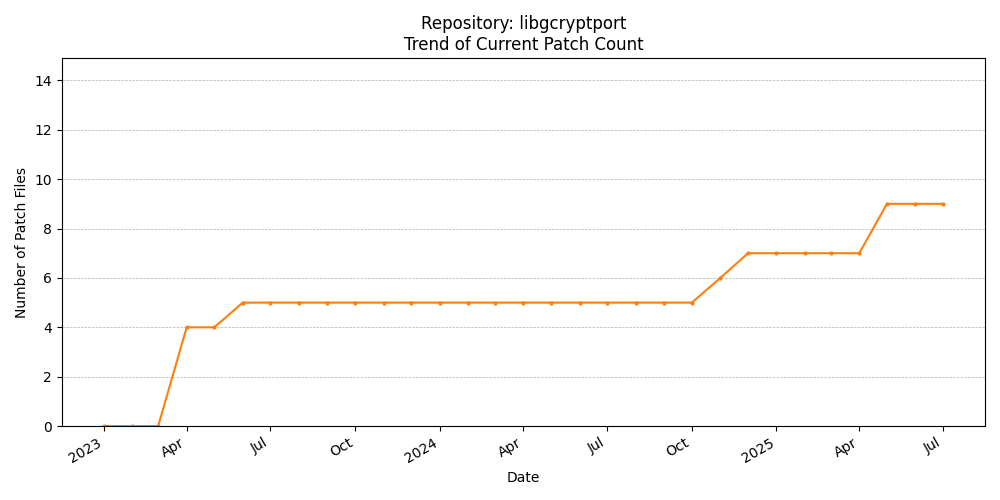 Repository: libgcryptport
Trend of Current Patch Count
14
12
10
8
6
4
2
0
Number of Patch Files
2023
Apr
Jul
Oct
2024
Apr
Jul
Oct
2025
Apr
Jul
Date